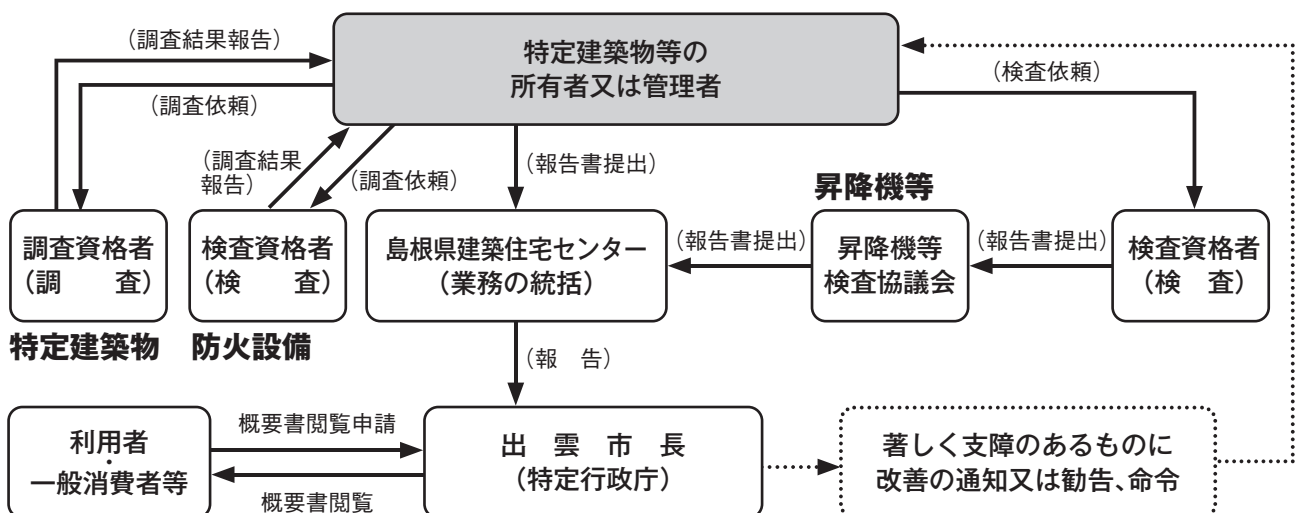 （調査結果報告）
特定建築物等の
所有者又は管理者
（検査依頼）
（調査依頼）
（調査結果
報告）
（調査依頼）
（報告書提出）
昇降機等
調査資格者
（調　　査）
検査資格者
（検　　査）
島根県建築住宅センター
（業務の統括）
（報告書提出）
昇降機等
検査協議会
（報告書提出）
検査資格者
（検　査）
特定建築物
防火設備
（報　告）
利用者
・
一般消費者等
概要書閲覧申請
概要書閲覧
出　雲　市　長
（特定行政庁）
著しく支障のあるものに
改善の通知又は勧告、命令